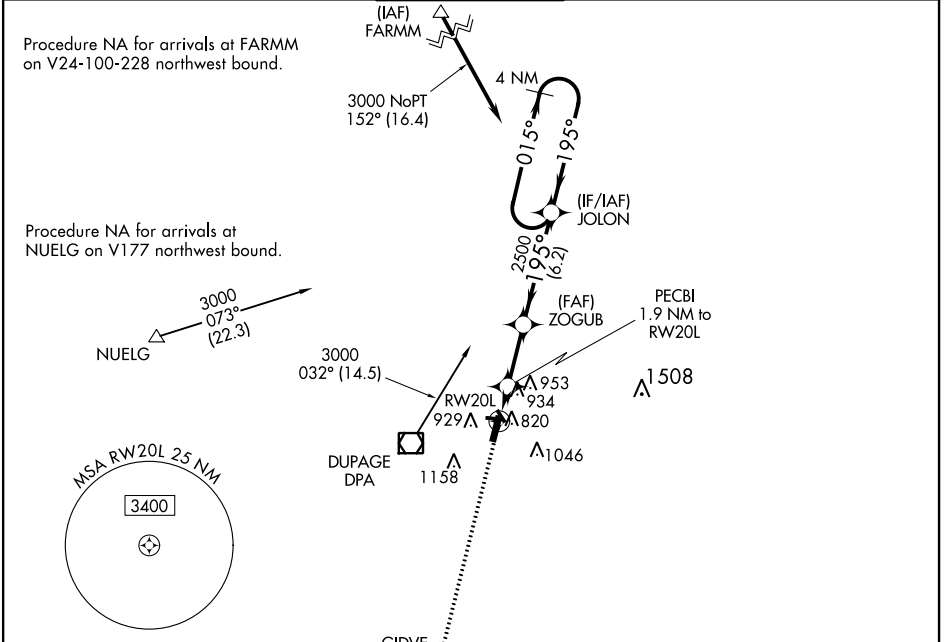 (IAF)
FARMM
Procedure NA for arrivals at FARMM
on V24-100-228 northwest bound.
3000 NoPT
152° (16.4)
4 NM
015°
195°
(IF/IAF)
JOLON
2500
195°
(6.2)
Procedure NA for arrivals at
NUELG on V177 northwest bound.
3000
073°
(22.3)
NUELG
(FAF)
ZOGUB
PECBI
1.9 NM to
RW20L
3000
032° (14.5)
953
934
1508
RW20L
929
820
1046
DUPAGE
DPA
1158
MSA RW20L 25 NM
3400